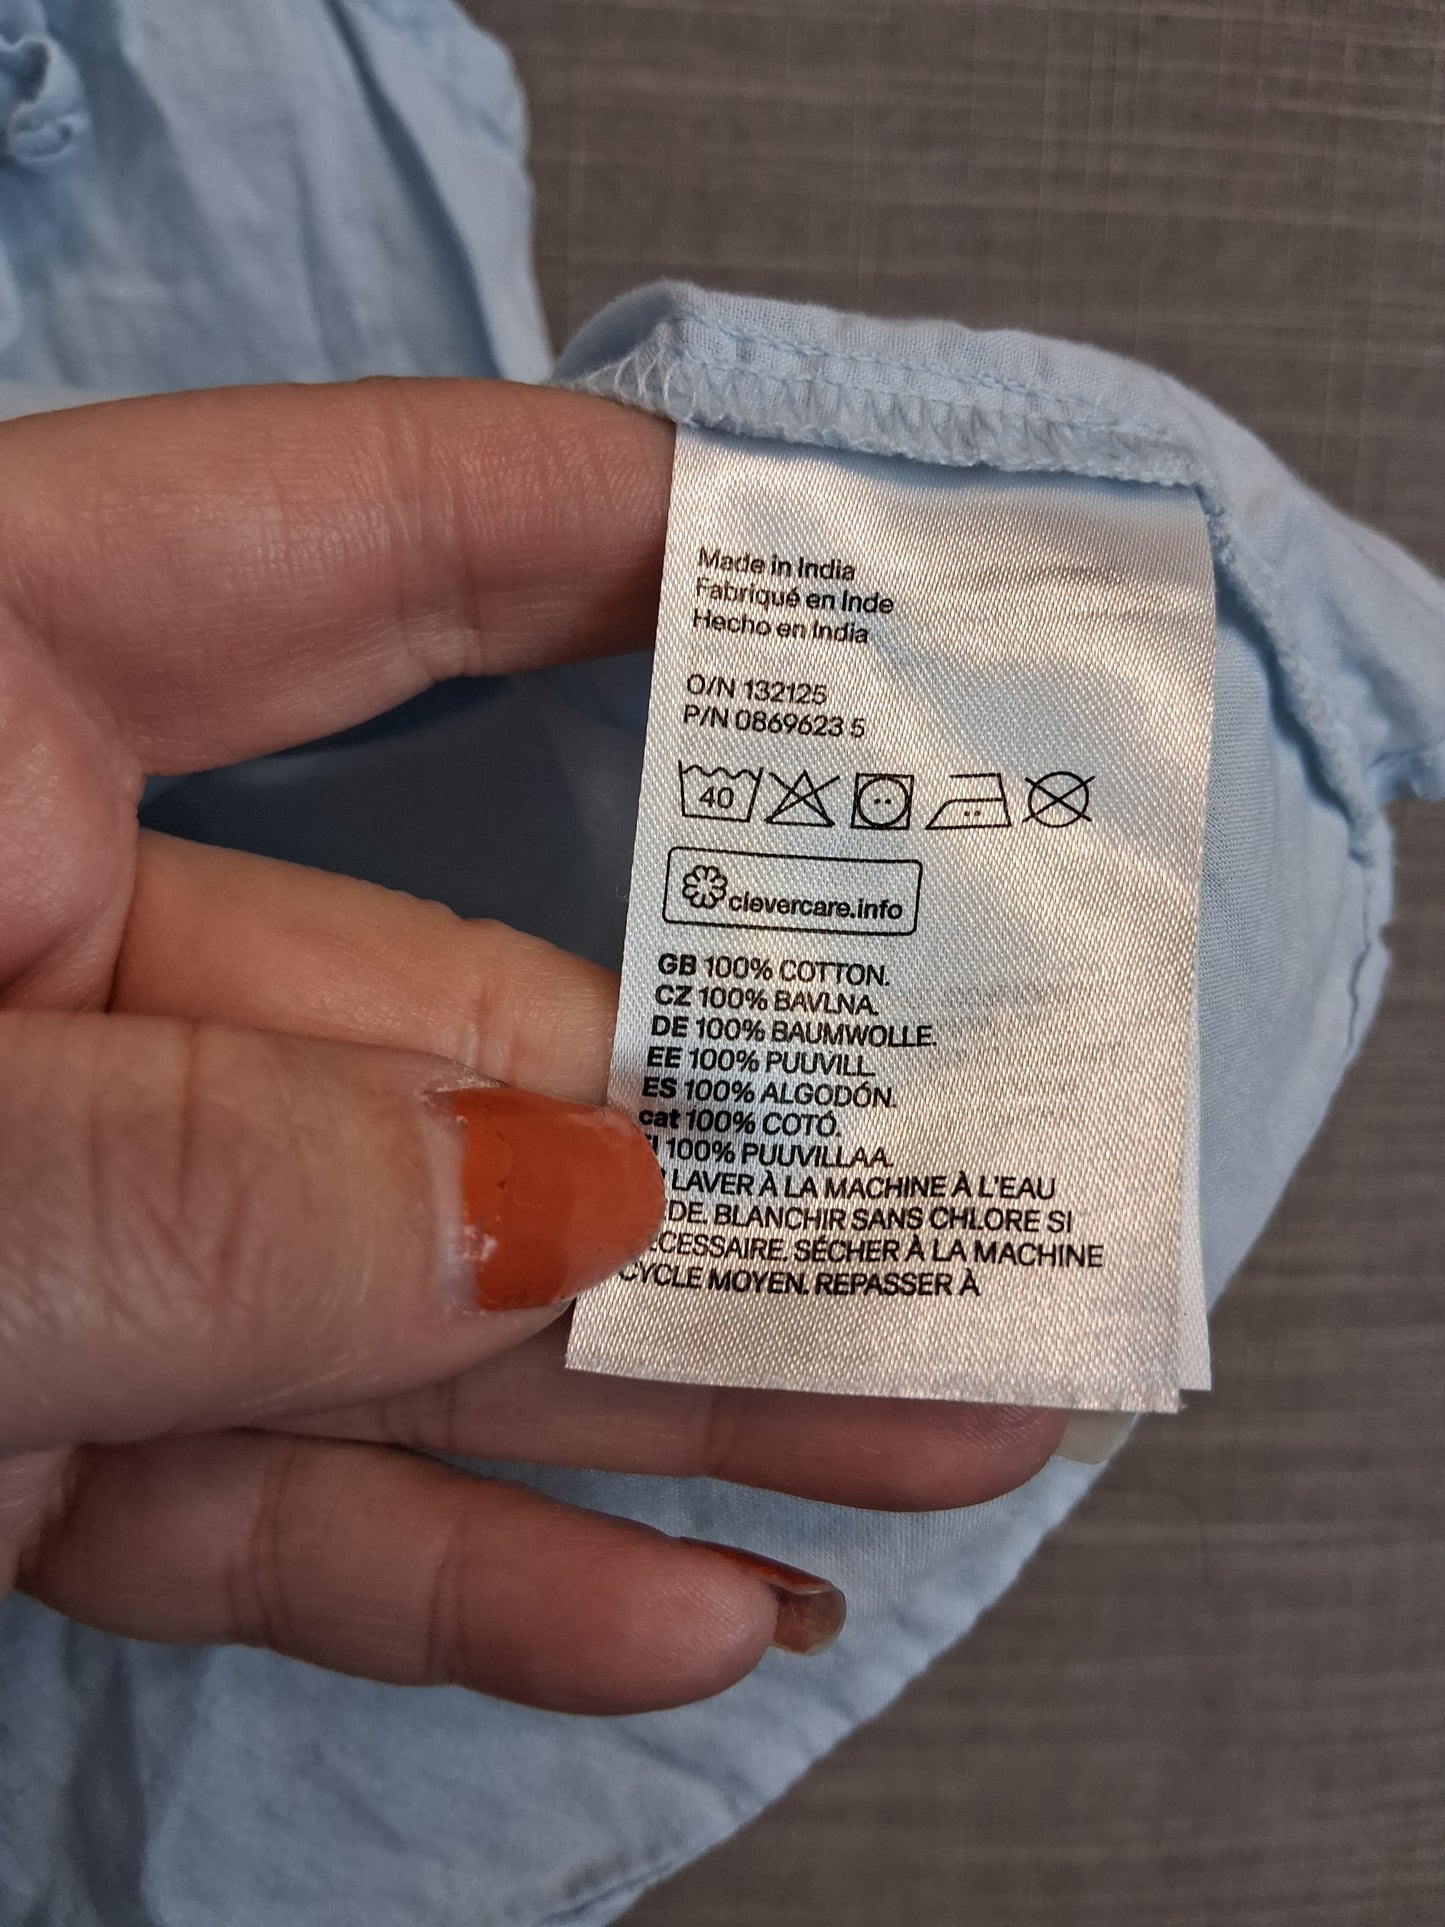 Made in India
Fabriqué en Inde
Hecho en India
O/N 132125
P/N 0869623 5
40
clevercare.info
GB 100% COTTON.
CZ 100% BAVLNA.
DE 100% BAUMWOLLE.
EE 100% PUUVILL.
ES 100% ALGODÓN.
cat 100% COTÓ.
100% PUUVILLAA.
LAVER À LA MACHINE À L'EAU
BLANCHIR SANS CHLORE SI
SÉCHER À LA MACHINE
CYCLE MOYEN. REPASSER À